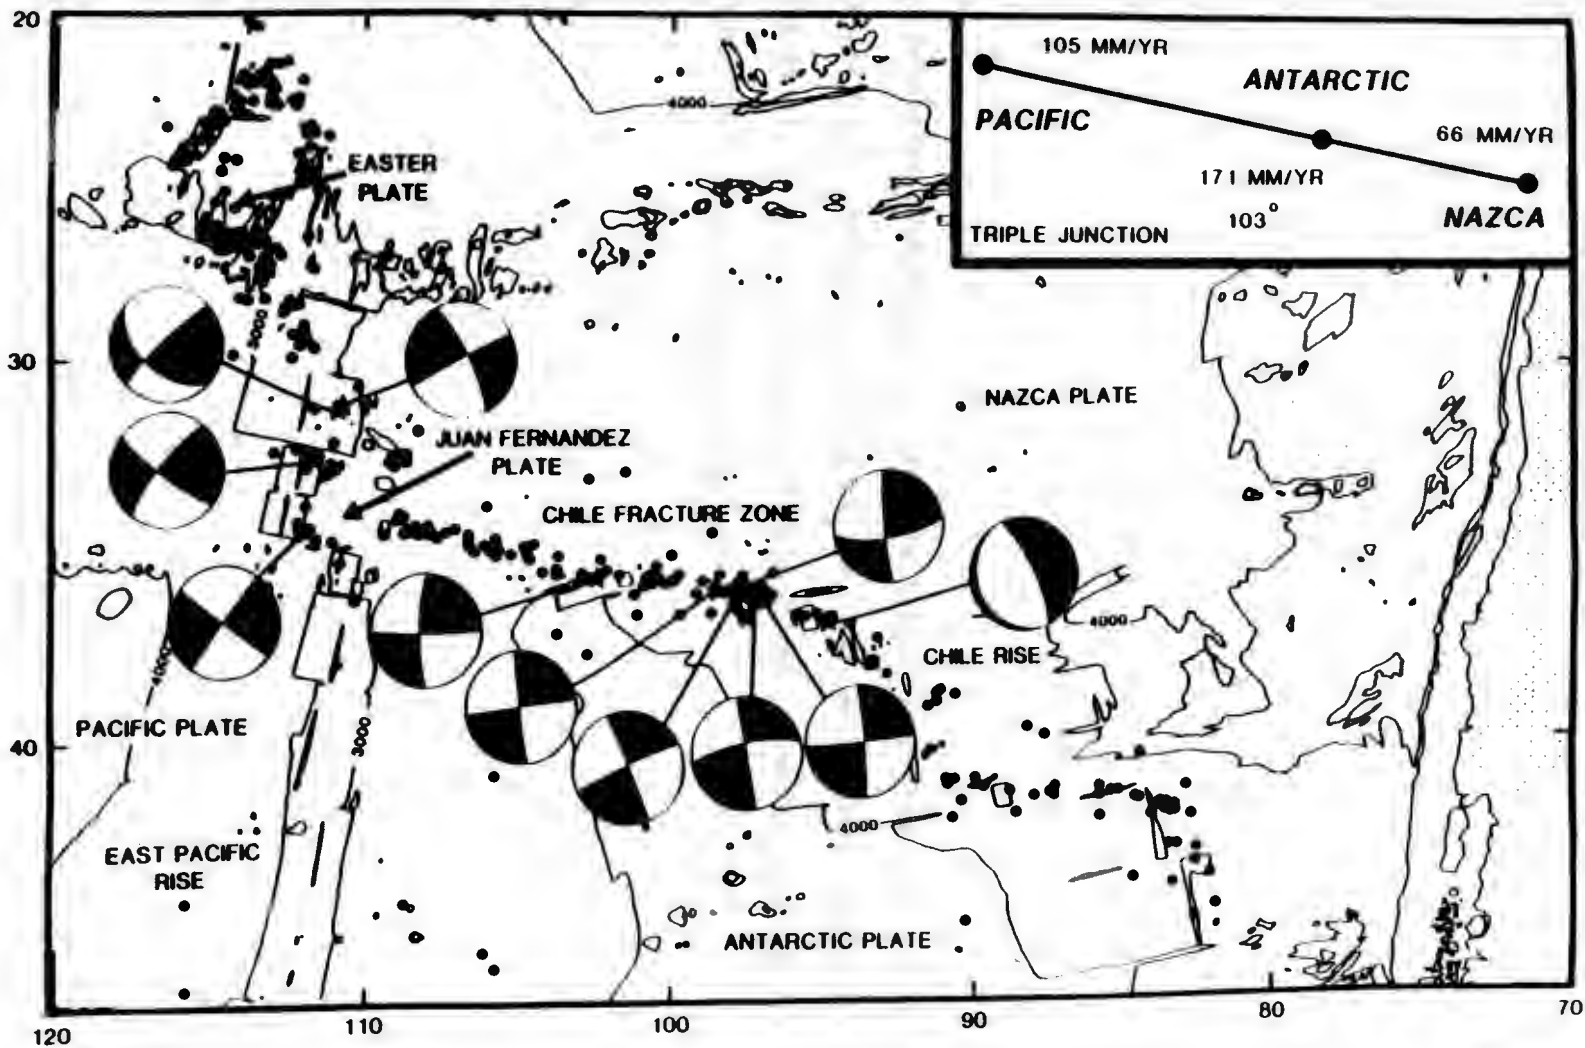 20
105 MM/YR
ANTARCTIC
PACIFIC
66 MM/YR
171 MM/YR
103°
NAZCA
TRIPLE JUNCTION
4000
EASTER
PLATE
3000
30
NAZCA PLATE
JUAN FERNANDEZ
PLATE
CHILE FRACTURE ZONE
4000
4000
CHILE RISE
PACIFIC PLATE
3000
40
4000
EAST PACIFIC
RISE
ANTARCTIC PLATE
120
110
100
90
80
70